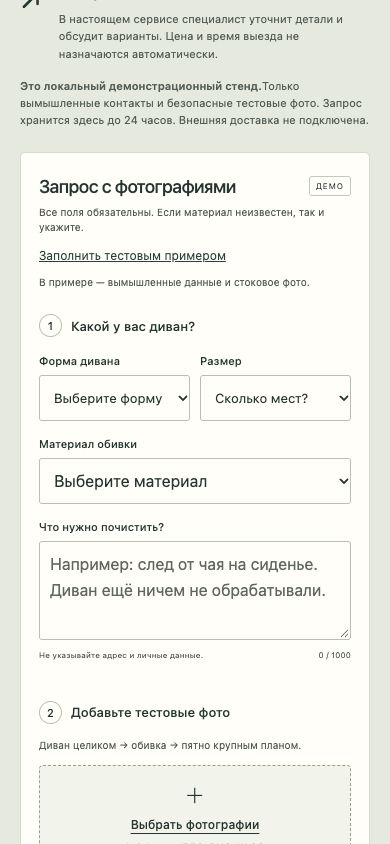 В настоящем сервисе специалист уточнит детали и
обсудит варианты. Цена и время выезда не
назначаются автоматически.
Это локальный демонстрационный стенд.Только
вымышленные контакты и безопасные тестовые фото. Запрос
хранится здесь до 24 часов. Внешняя доставка не подключена.
Запрос с фотографиями
ДЕМО
Все поля обязательны. Если материал неизвестен, так и
укажите.
Заполнить тестовым примером
В примере — вымышленные данные и стоковое фото.
1 Какой у вас диван?
Форма дивана Размер
Выберите форму Сколько мест?
Материал обивки
Выберите материал
Что нужно почистить?
Например: след от чая на сиденье.
Диван ещё ничем не обрабатывали.
Не указывайте адрес и личные данные. 0 / 1000
2 Добавьте тестовые фото
Диван целиком → обивка → пятно крупным планом.
Выбрать фотографии